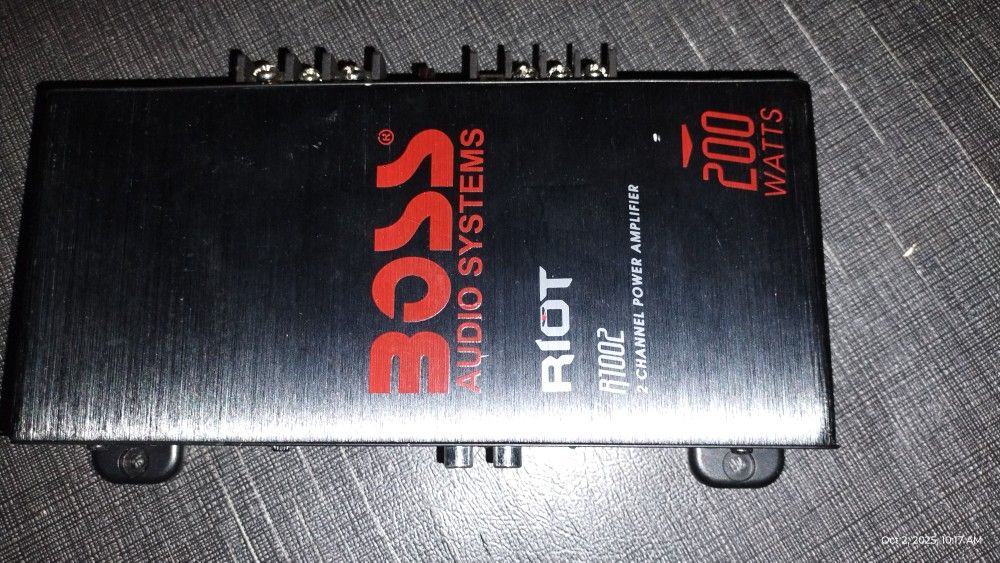 BOSS®
AUDIO SYSTEMS
RIOT
R1002
2 CHANNEL POWER AMPLIFIER
200
WATTS
Oct 2, 2025, 10:17 AM